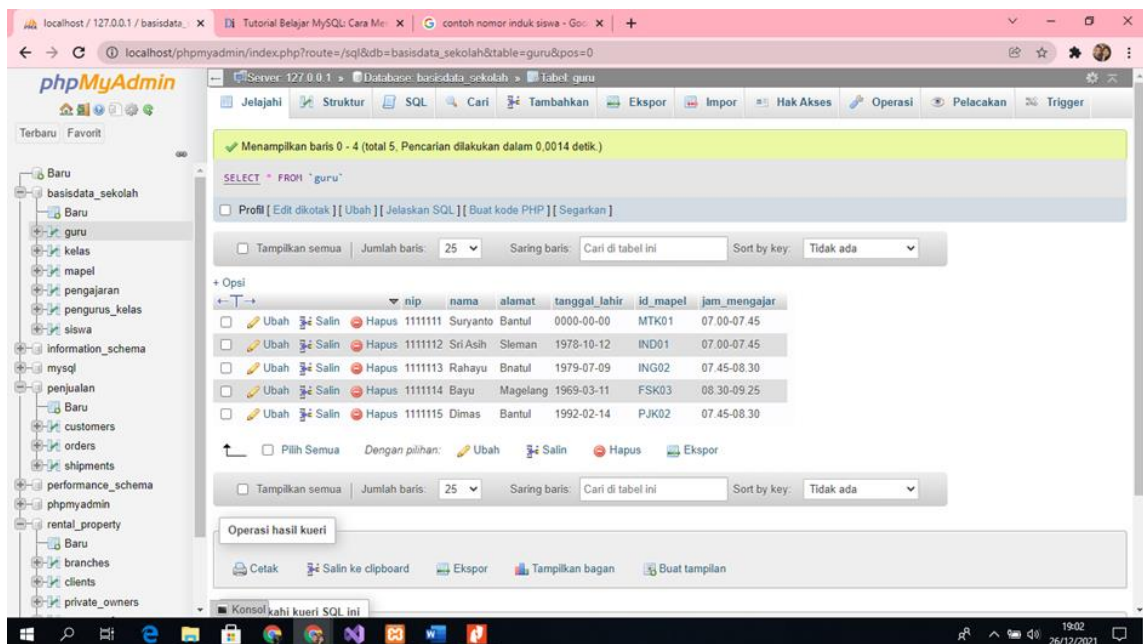 localhost / 127.0.0.1 / basisdata_
Tutorial Belajar MySQL: Cara Me
contoh nomor induk siswa - Goo
localhost/phpmyadmin/index.php?route=/sql&db=basisdata_sekolah&table=guru&pos=0
phpMyAdmin
Terbaru Favorit
Baru
basisdata_sekolah
Baru
guru
kelas
mapel
pengajaran
pengurus_kelas
siswa
information_schema
mysql
penjualan
Baru
customers
orders
shipments
performance_schema
phpmyadmin
rental_property
Baru
branches
clients
private_owners
Server: 127.0.0.1 » Database: basisdata_sekolah » Tabel: guru
Jelajahi Struktur SQL Cari Tambahkan Ekspor Impor Hak Akses Operasi Pelacakan Trigger
Menampilkan baris 0 - 4 (total 5, Pencarian dilakukan dalam 0,0014 detik.)
SELECT * FROM `guru`
Profil [ Edit dikotak ] [ Ubah ] [ Jelaskan SQL ] [ Buat kode PHP ] [ Segarkan ]
Tampilkan semua | Jumlah baris: 25 Saring baris: Cari di tabel ini Sort by key: Tidak ada
+ Opsi
nip nama alamat tanggal_lahir id_mapel jam_mengajar
Ubah Salin Hapus 1111111 Suryanto Bantul 0000-00-00 MTK01 07.00-07.45
Ubah Salin Hapus 1111112 Sri Asih Sleman 1978-10-12 IND01 07.00-07.45
Ubah Salin Hapus 1111113 Rahayu Bnatul 1979-07-09 ING02 07.45-08.30
Ubah Salin Hapus 1111114 Bayu Magelang 1969-03-11 FSK03 08.30-09.25
Ubah Salin Hapus 1111115 Dimas Bantul 1992-02-14 PJK02 07.45-08.30
Pilih Semua Dengan pilihan: Ubah Salin Hapus Ekspor
Tampilkan semua | Jumlah baris: 25 Saring baris: Cari di tabel ini Sort by key: Tidak ada
Operasi hasil kueri
Cetak Salin ke clipboard Ekspor Tampilkan bagan Buat tampilan
Konsol kahi kueri SQL ini
19:02
26/12/2021